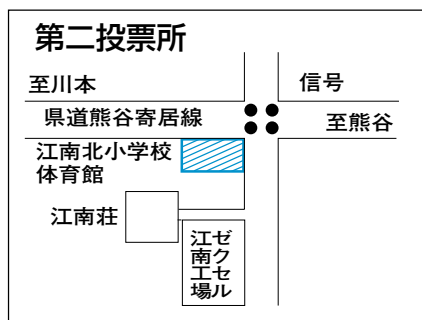 第二投票所
至川本
信号
県道熊谷寄居線
至熊谷
江南北小学校
体育館
江南荘
ゼクセル
江南工場